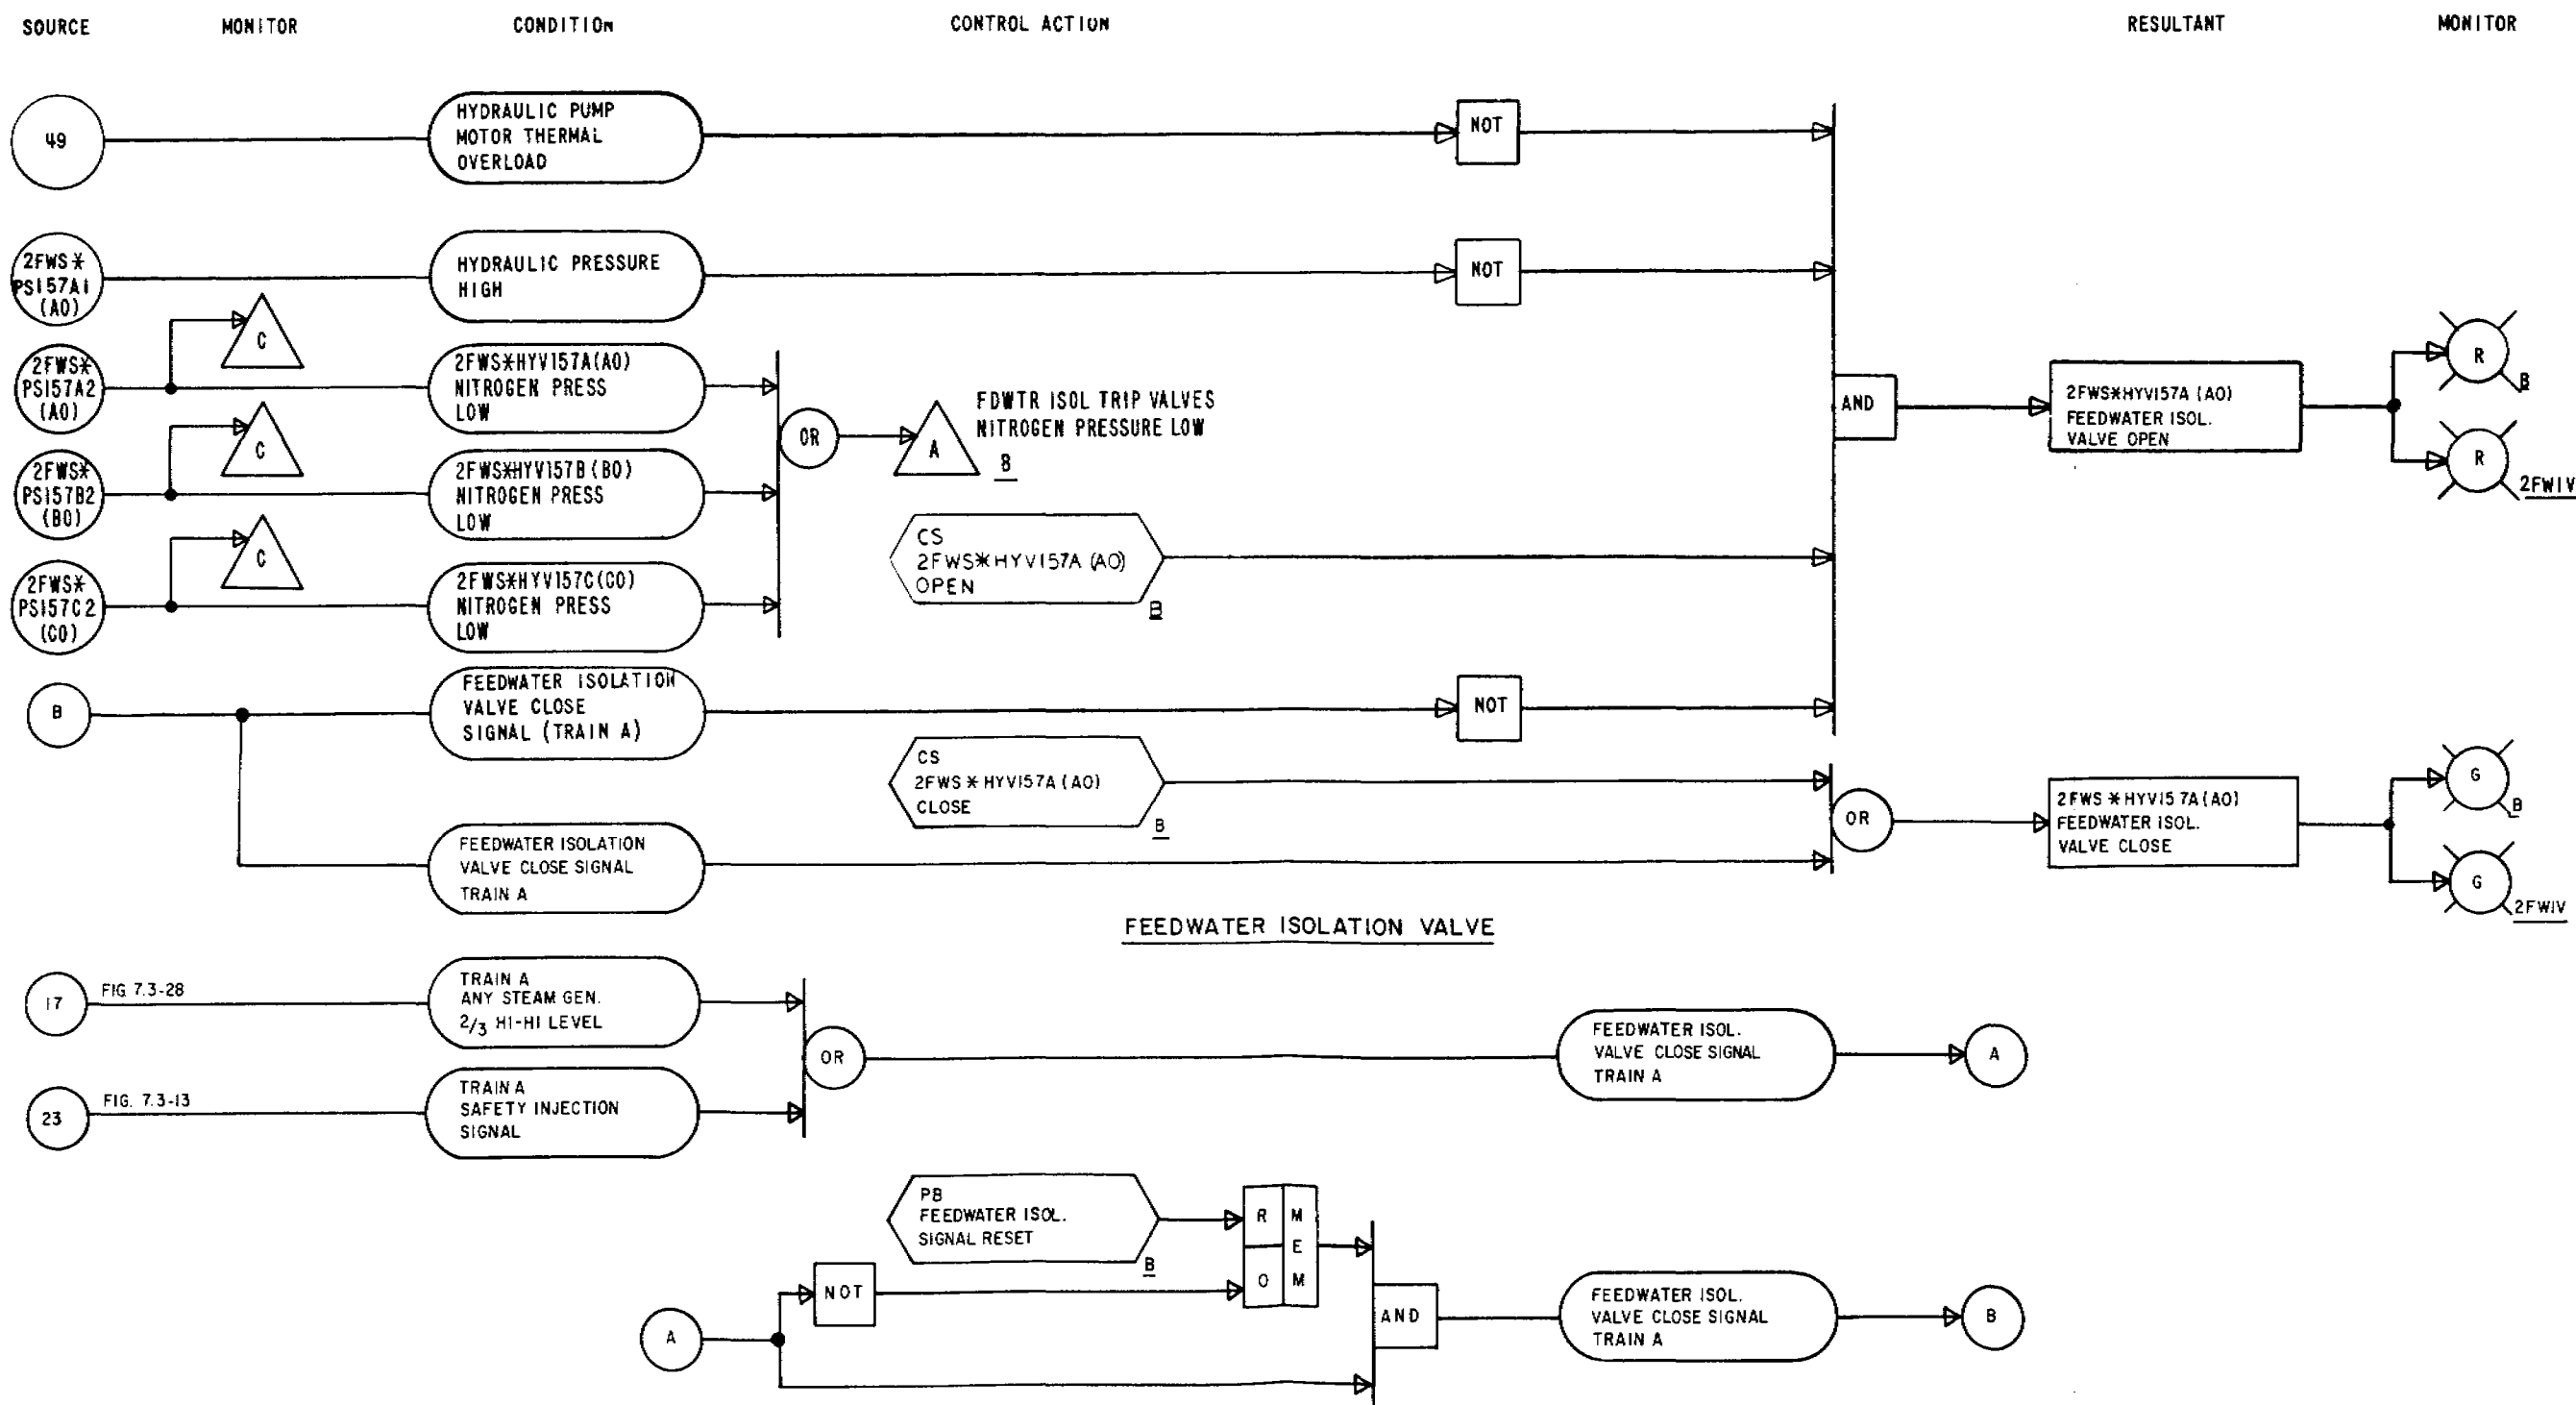 SOURCE MONITOR CONDITION CONTROL ACTION RESULTANT MONITOR
49
HYDRAULIC PUMP
MOTOR THERMAL
OVERLOAD
NOT
2FWS*
PS157A1
(AO)
HYDRAULIC PRESSURE
HIGH
NOT
C
2FWS*
PS157A2
(AO)
2FWS*HYV157A(AO)
NITROGEN PRESS
LOW
C
2FWS*
PS157B2
(BO)
2FWS*HYV157B(BO)
NITROGEN PRESS
LOW
C
2FWS*
PS157C2
(CO)
2FWS*HYV157C(CO)
NITROGEN PRESS
LOW
OR
A
FDWTR ISOL TRIP VALVES
NITROGEN PRESSURE LOW
B
CS
2FWS*HYV157A (AO)
OPEN
B
AND
2FWS*HYV157A (AO)
FEEDWATER ISOL.
VALVE OPEN
R
B
R
2FWIV
B
FEEDWATER ISOLATION
VALVE CLOSE
SIGNAL (TRAIN A)
NOT
CS
2FWS*HYV157A (AO)
CLOSE
B
FEEDWATER ISOLATION
VALVE CLOSE SIGNAL
TRAIN A
OR
2FWS*HYV157A (AO)
FEEDWATER ISOL.
VALVE CLOSE
G
B
G
2FWIV
FEEDWATER ISOLATION VALVE
17
FIG. 7.3-28
TRAIN A
ANY STEAM GEN.
2/3 HI-HI LEVEL
23
FIG. 7.3-13
TRAIN A
SAFETY INJECTION
SIGNAL
OR
FEEDWATER ISOL.
VALVE CLOSE SIGNAL
TRAIN A
A
PB
FEEDWATER ISOL.
SIGNAL RESET
B
R M
E
O M
NOT
A
AND
FEEDWATER ISOL.
VALVE CLOSE SIGNAL
TRAIN A
B